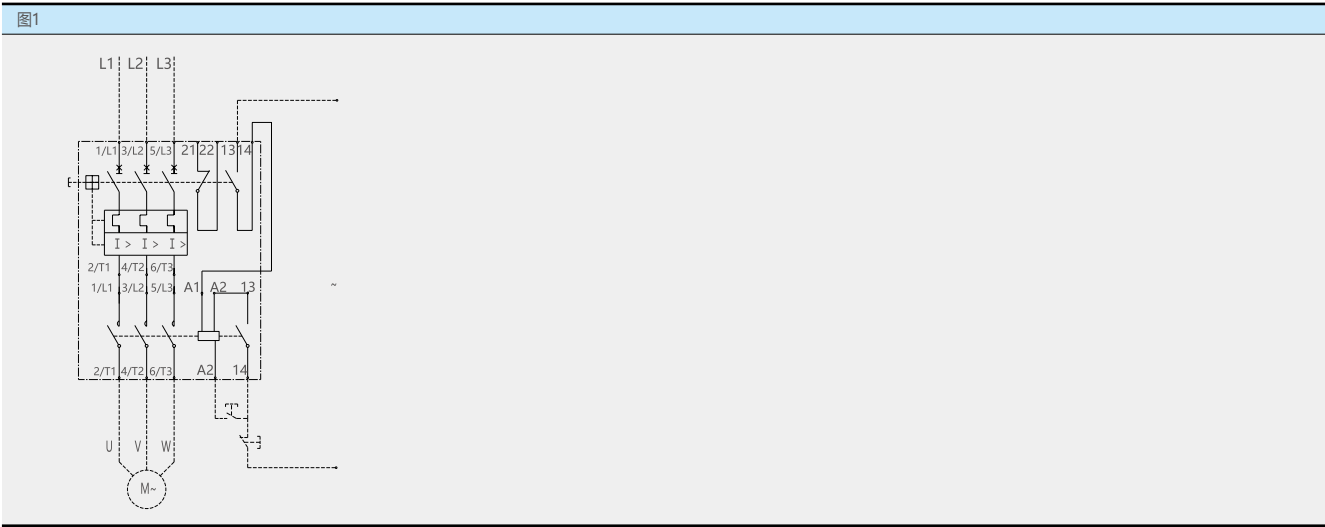 图1
L1 L2 L3
1/L1 3/L2 5/L3 21 22 13 14
I > I > I >
2/T1 4/T2 6/T3
1/L1 3/L2 5/L3 A1 A2 13
~
2/T1 4/T2 6/T3 A2 14
U V W
M~